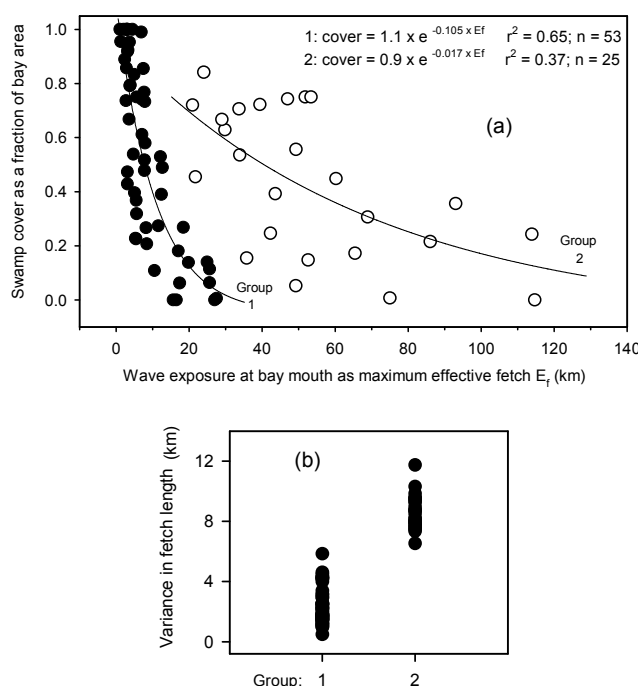 1: cover = 1.1 x e -0.105 x Ef r2 = 0.65; n = 53
2: cover = 0.9 x e -0.017 x Ef r2 = 0.37; n = 25
(a)
Swamp cover as a fraction of bay area
1.0
0.8
0.6
0.4
0.2
0.0
Group
1
Group
2
0 20 40 60 80 100 120 140
Wave exposure at bay mouth as maximum effective fetch Ef (km)
(b)
Variance in fetch length (km)
12
8
4
0
Group: 1 2